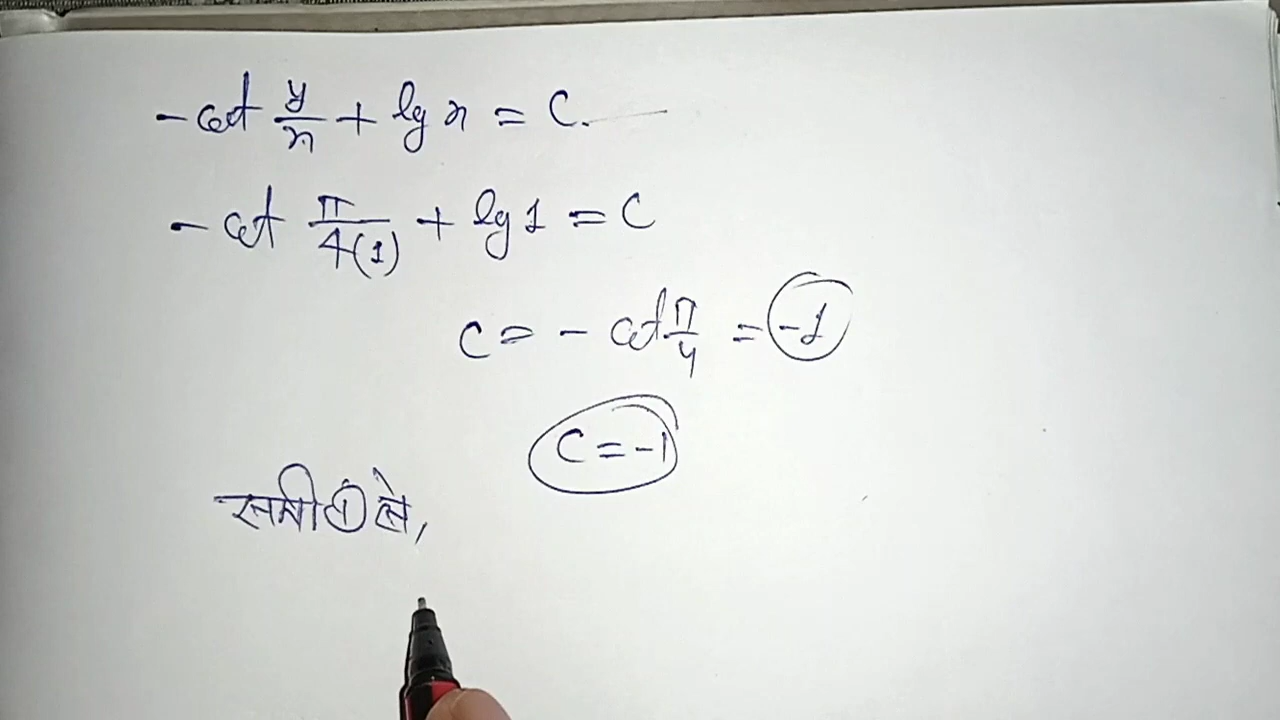 - cot y/x + log x = C.
- cot π/4(1) + log 1 = C
C = - cot π/4 = -1
C = -1
समी① से,